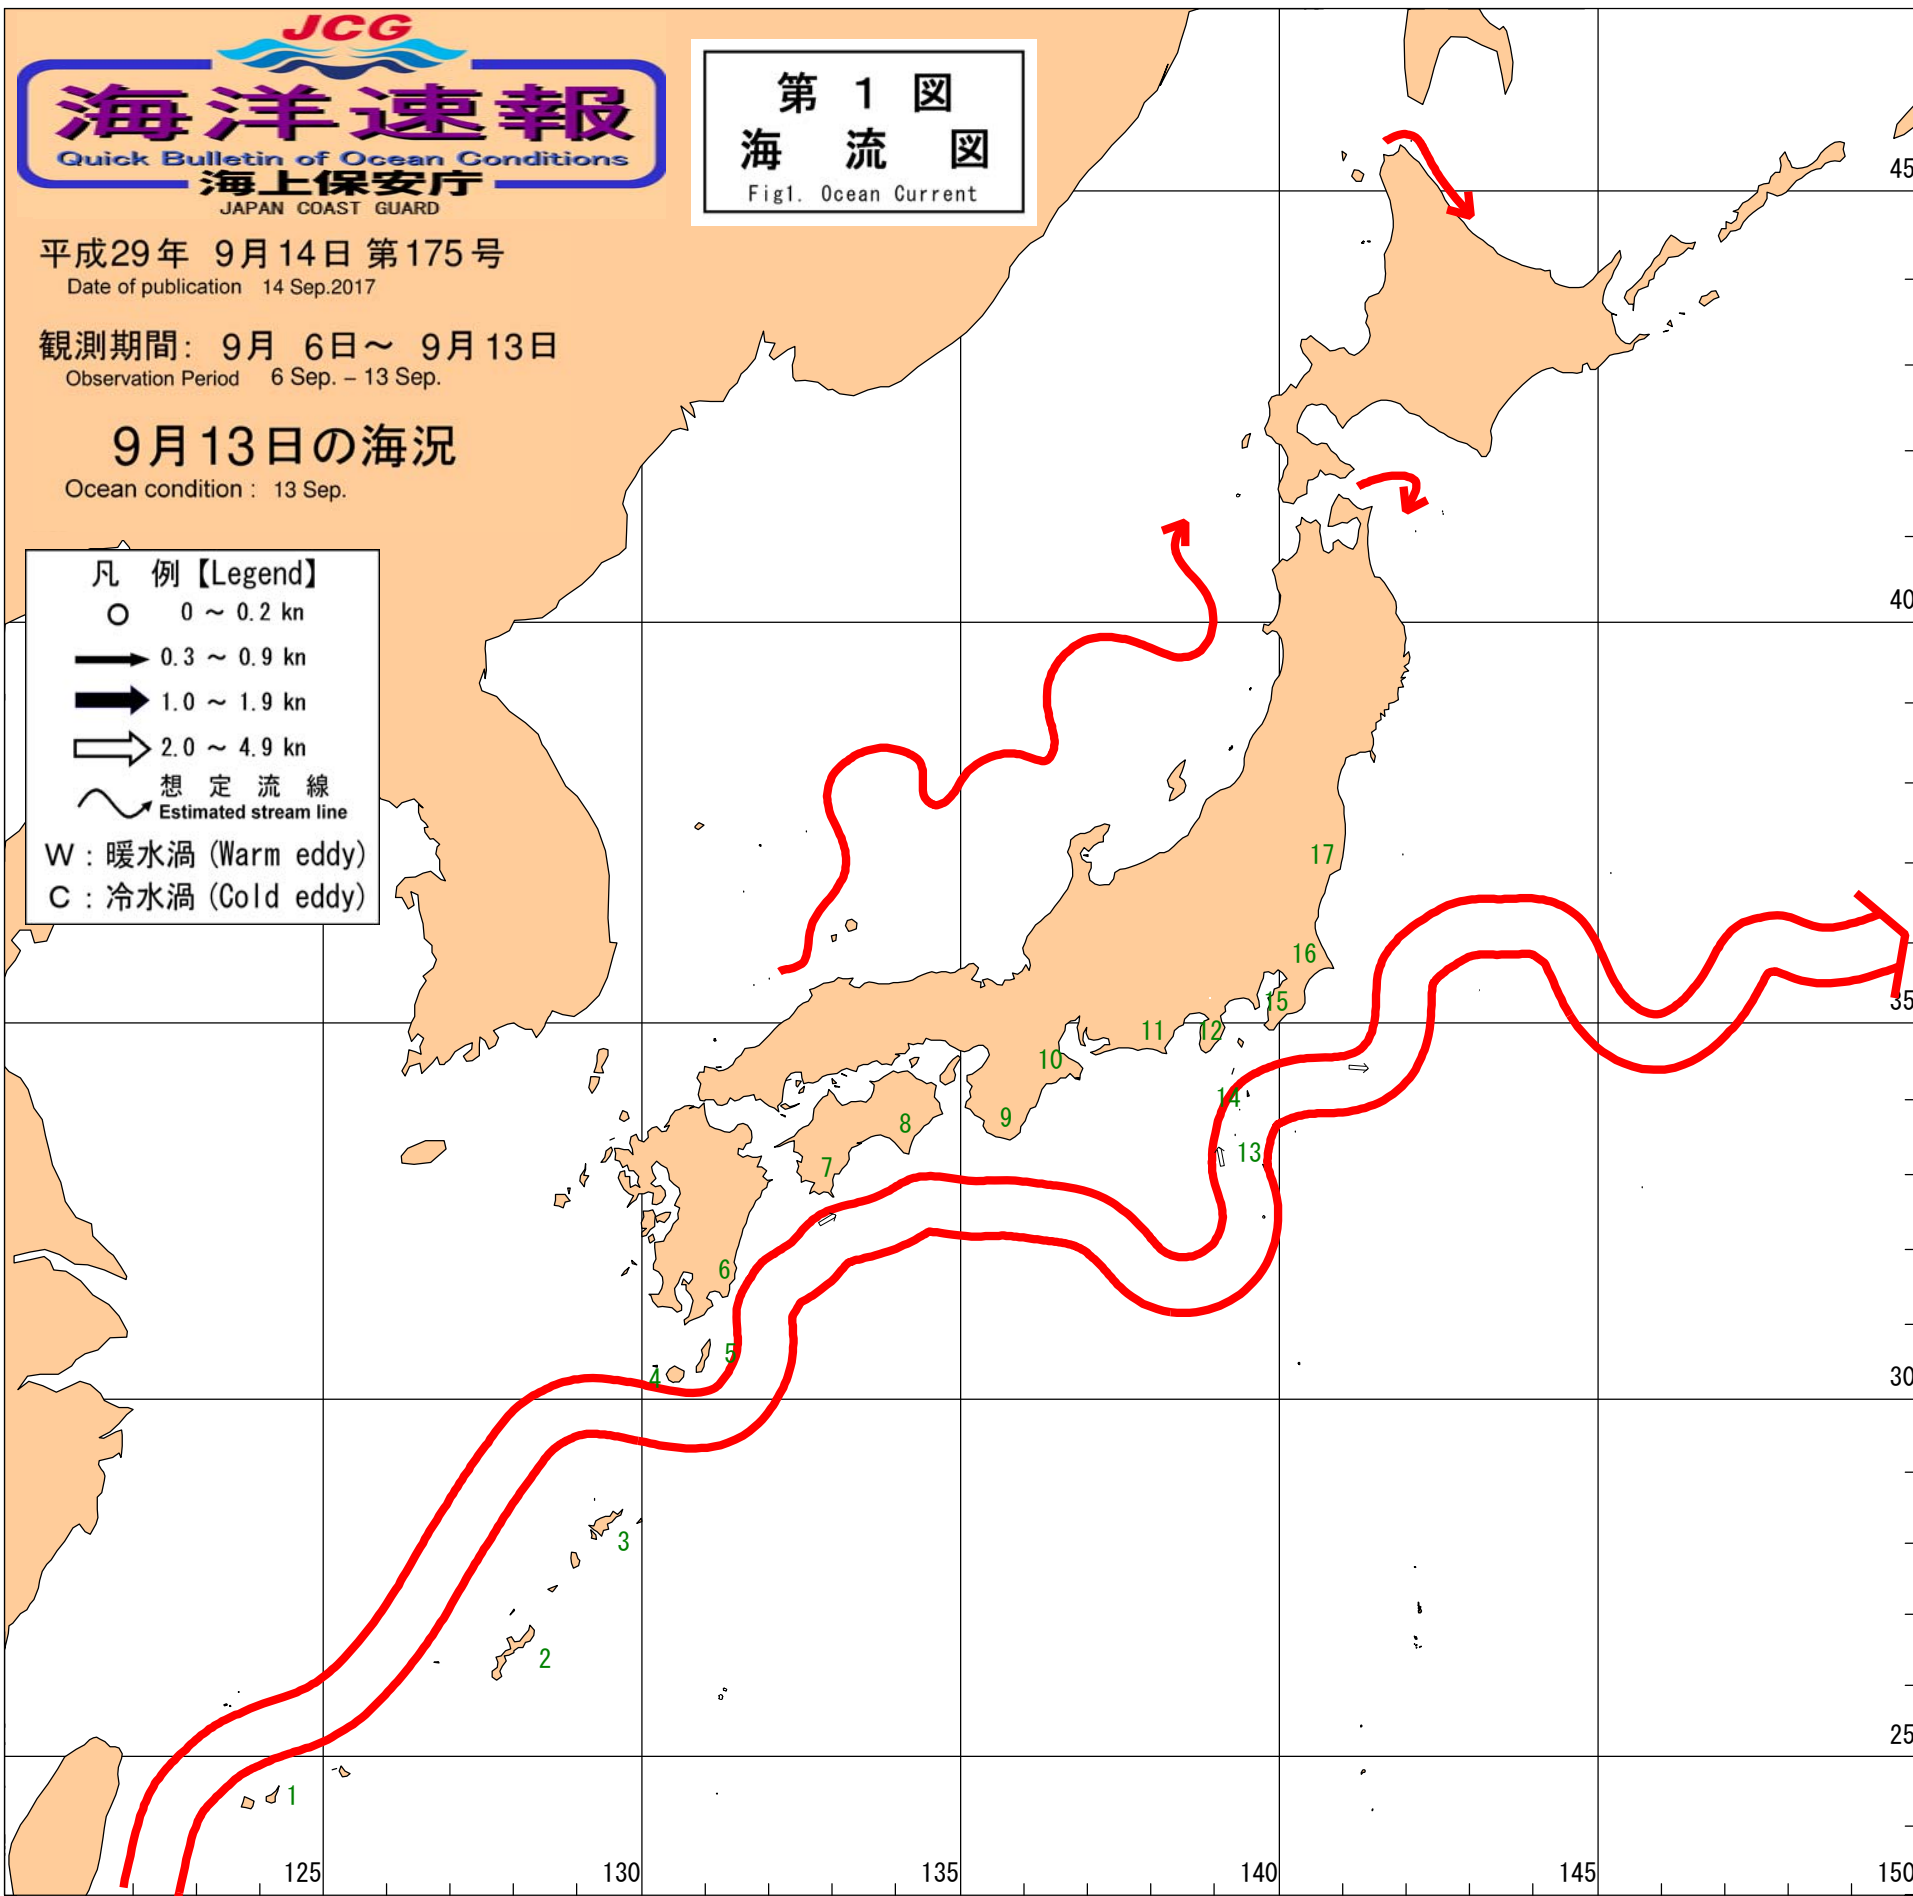 JCG
海洋速報
Quick Bulletin of Ocean Conditions
海上保安庁
JAPAN COAST GUARD
第 1 図
海 流 図
Fig1. Ocean Current
平成29年 9月14日 第175号
Date of publication 14 Sep.2017
観測期間: 9月 6日～ 9月13日
Observation Period 6 Sep. – 13 Sep.
9月13日の海況
Ocean condition : 13 Sep.
凡 例【Legend】
0 ～ 0.2 kn
0.3 ～ 0.9 kn
1.0 ～ 1.9 kn
2.0 ～ 4.9 kn
想 定 流 線
Estimated stream line
W : 暖水渦 (Warm eddy)
C : 冷水渦 (Cold eddy)
45
40
35
30
25
17
16
15
12
11
10
14
9
8
13
7
6
5
4
3
2
1
125
130
135
140
145
150